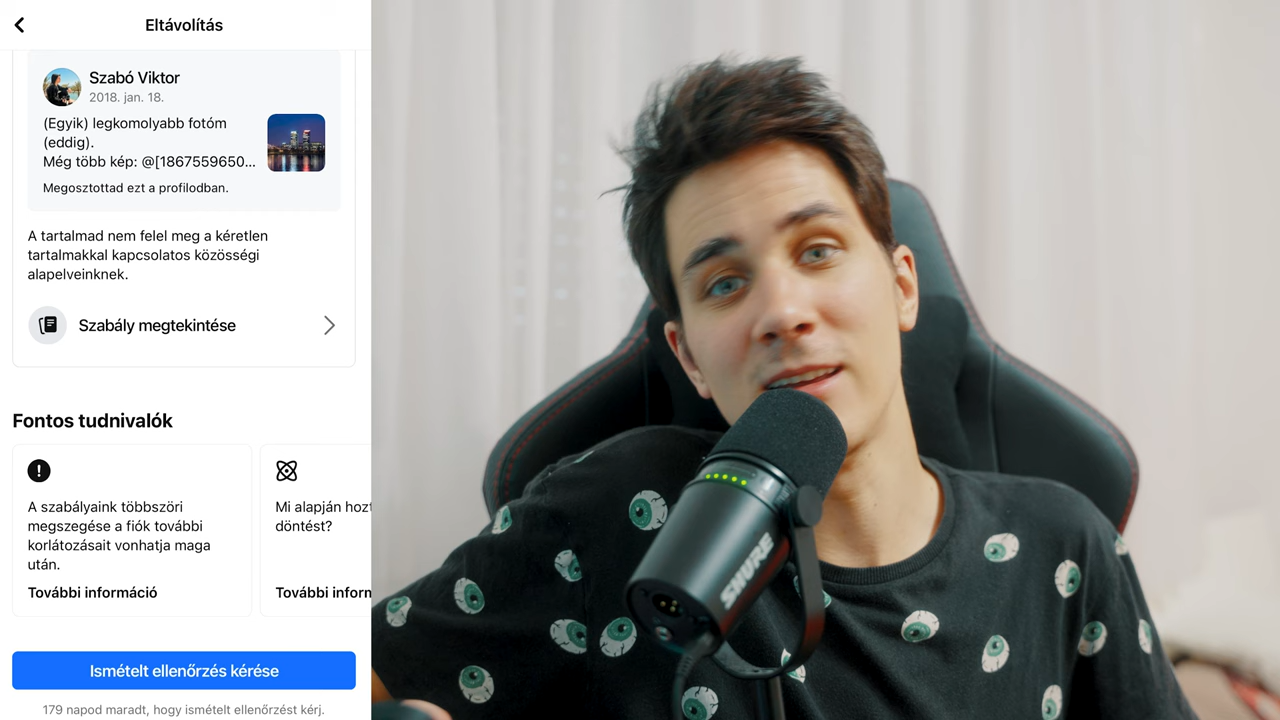 Eltávolítás
Szabó Viktor
2018. jan. 18.
(Egyik) legkomolyabb fotóm
(eddig).
Még több kép: @[1867559650...
Megosztottad ezt a profilodban.
A tartalmad nem felel meg a kéretlen
tartalmakkal kapcsolatos közösségi
alapelveinknek.
Szabály megtekintése
Fontos tudnivalók
A szabályaink többszöri
megszegése a fiók további
korlátozásait vonhatja maga
után.
További információ
Mi alapján hozt
döntést?
További inforn
Ismételt ellenőrzés kérése
179 napod maradt, hogy ismételt ellenőrzést kérj.
SHURE